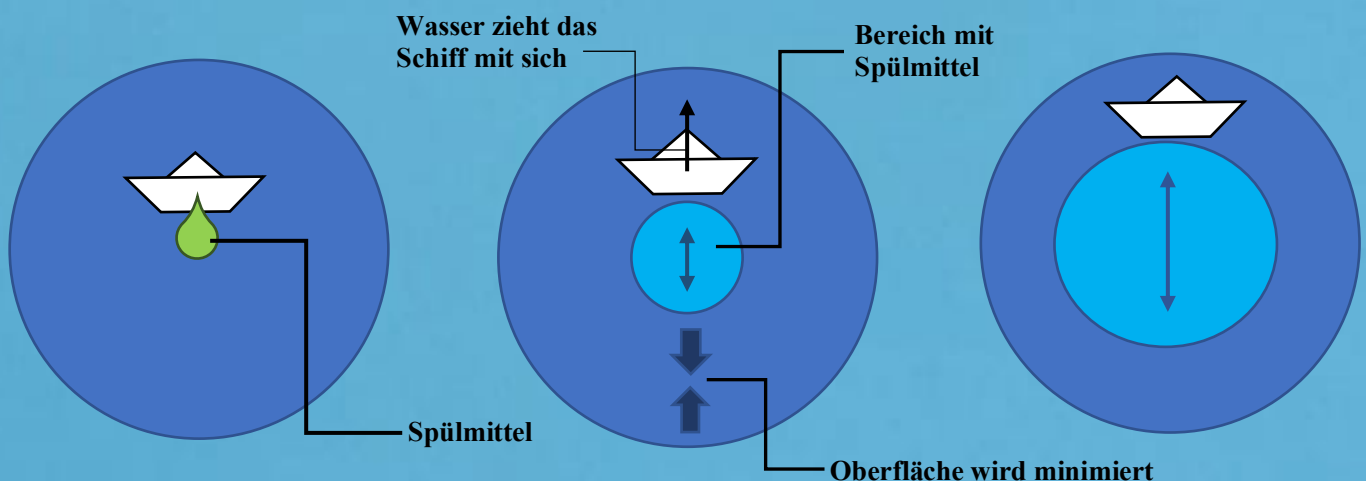 Wasser zieht das
Schiff mit sich
Bereich mit
Spülmittel
Spülmittel
Oberfläche wird minimiert